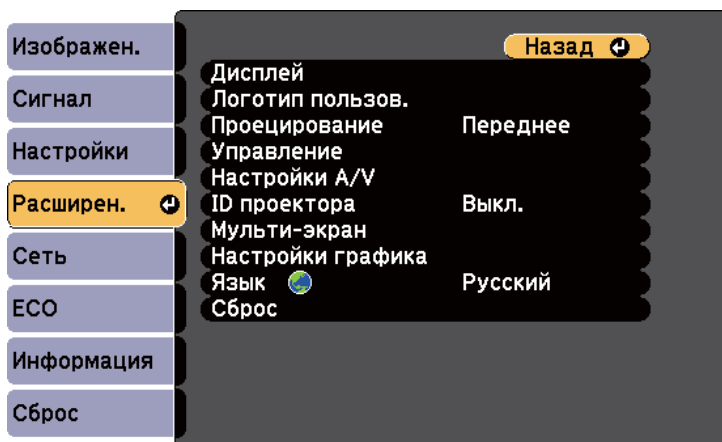 Изображен.
Сигнал
Настройки
Расширен.
Сеть
ECO
Информация
Сброс
Назад
Дисплей
Логотип пользов.
Проецирование Переднее
Управление
Настройки A/V
ID проектора Выкл.
Мульти-экран
Настройки графика
Язык Русский
Сброс